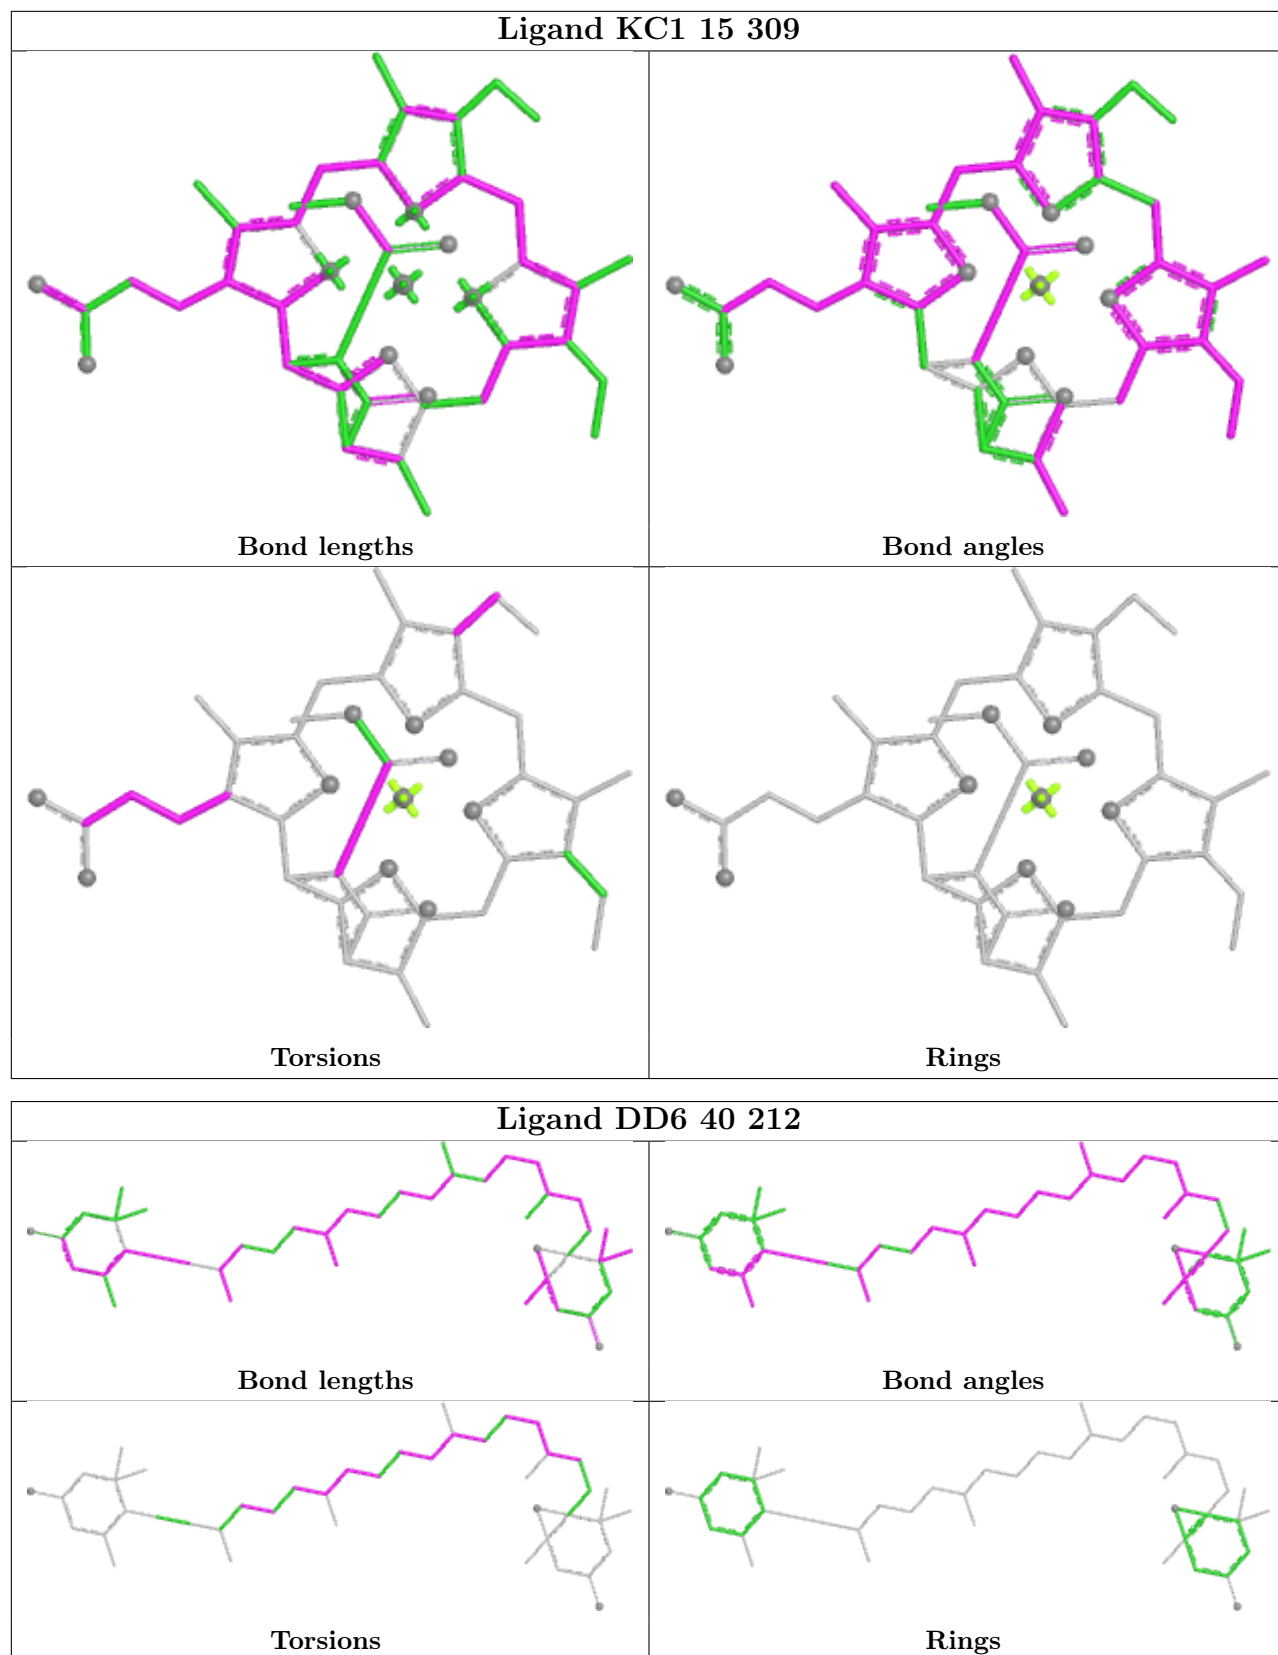 Ligand KC1 15 309
Bond lengths
Bond angles
Torsions
Rings
Ligand DD6 40 212
Bond lengths
Bond angles
Torsions
Rings